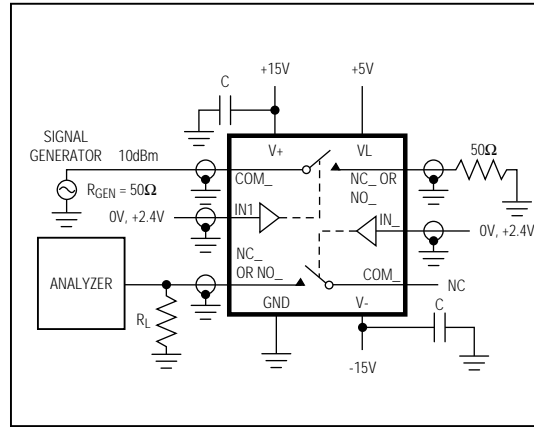 +15V
+5V
C
SIGNAL
GENERATOR
10dBm
V+
VL
50Ω
COM_
NC_ OR
NO_
RGEN = 50Ω
0V, +2.4V
IN1
IN_
0V, +2.4V
ANALYZER
NC_
OR NO_
COM_
NC
RL
GND
V-
C
-15V